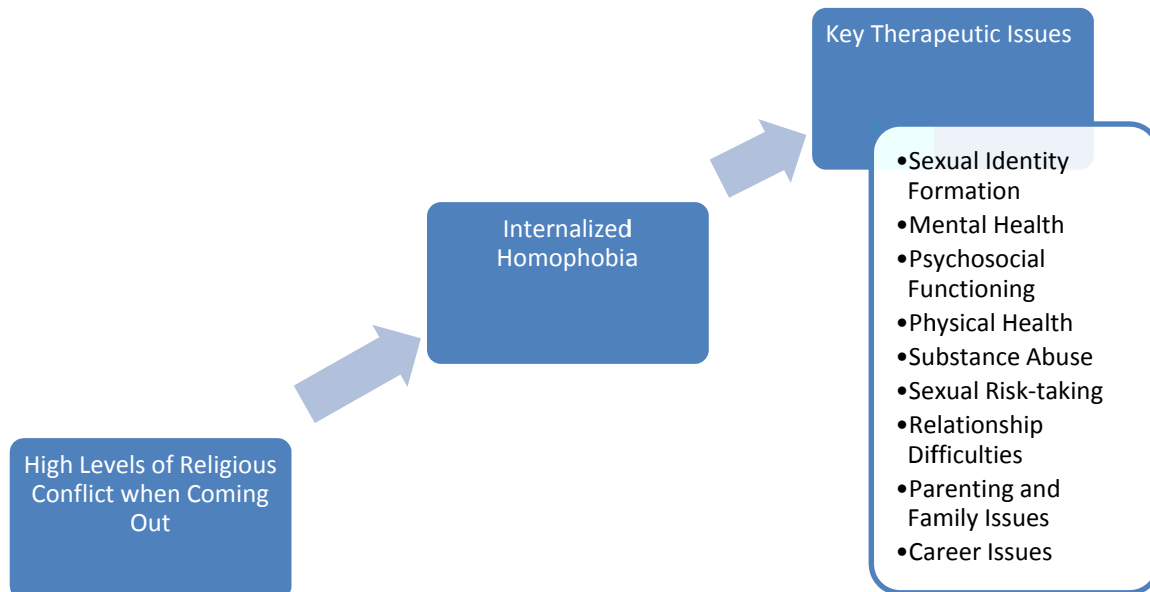 Key Therapeutic Issues
•Sexual Identity
Formation
•Mental Health
•Psychosocial
Functioning
•Physical Health
•Substance Abuse
•Sexual Risk-taking
•Relationship
Difficulties
•Parenting and
Family Issues
•Career Issues
Internalized
Homophobia
High Levels of Religious
Conflict when Coming
Out